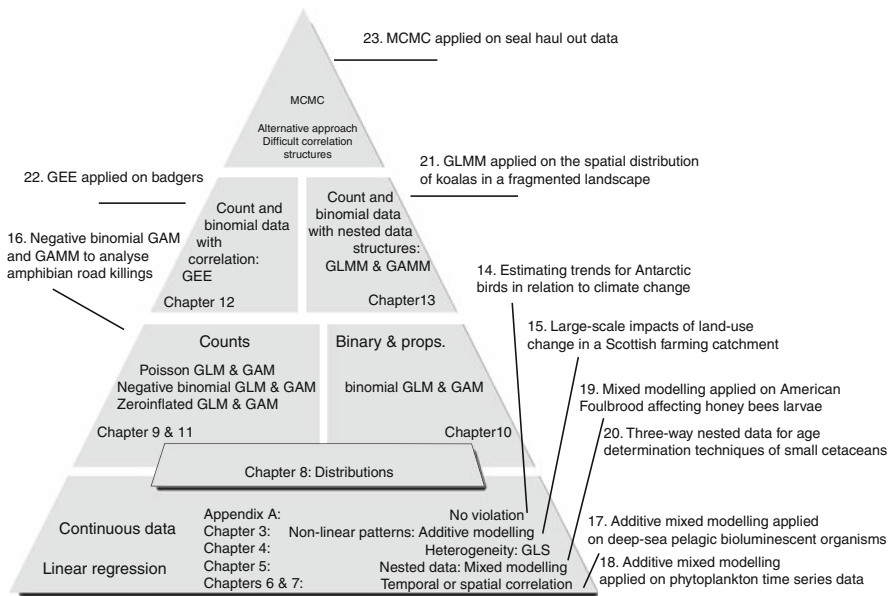 23. MCMC applied on seal haul out data
MCMC
Alternative approach
Difficult correlation
structures
22. GEE applied on badgers
21. GLMM applied on the spatial distribution
of koalas in a fragmented landscape
Count and
binomial data
with
correlation:
GEE
Chapter 12
Count and
binomial data
with nested data
structures:
GLMM & GAMM
Chapter13
16. Negative binomial GAM
and GAMM to analyse
amphibian road killings
14. Estimating trends for Antarctic
birds in relation to climate change
15. Large-scale impacts of land-use
change in a Scottish farming catchment
Counts
Poisson GLM & GAM
Negative binomial GLM & GAM
Zeroinflated GLM & GAM
Chapter 9 & 11
Binary & props.
binomial GLM & GAM
Chapter10
19. Mixed modelling applied on American
Foulbrood affecting honey bees larvae
20. Three-way nested data for age
determination techniques of small cetaceans
Chapter 8: Distributions
Continuous data
Linear regression
Appendix A: No violation
Chapter 3: Non-linear patterns: Additive modelling
Chapter 4: Heterogeneity: GLS
Chapter 5: Nested data: Mixed modelling
Chapters 6 & 7: Temporal or spatial correlation
17. Additive mixed modelling applied
on deep-sea pelagic bioluminescent organisms
18. Additive mixed modelling
applied on phytoplankton time series data